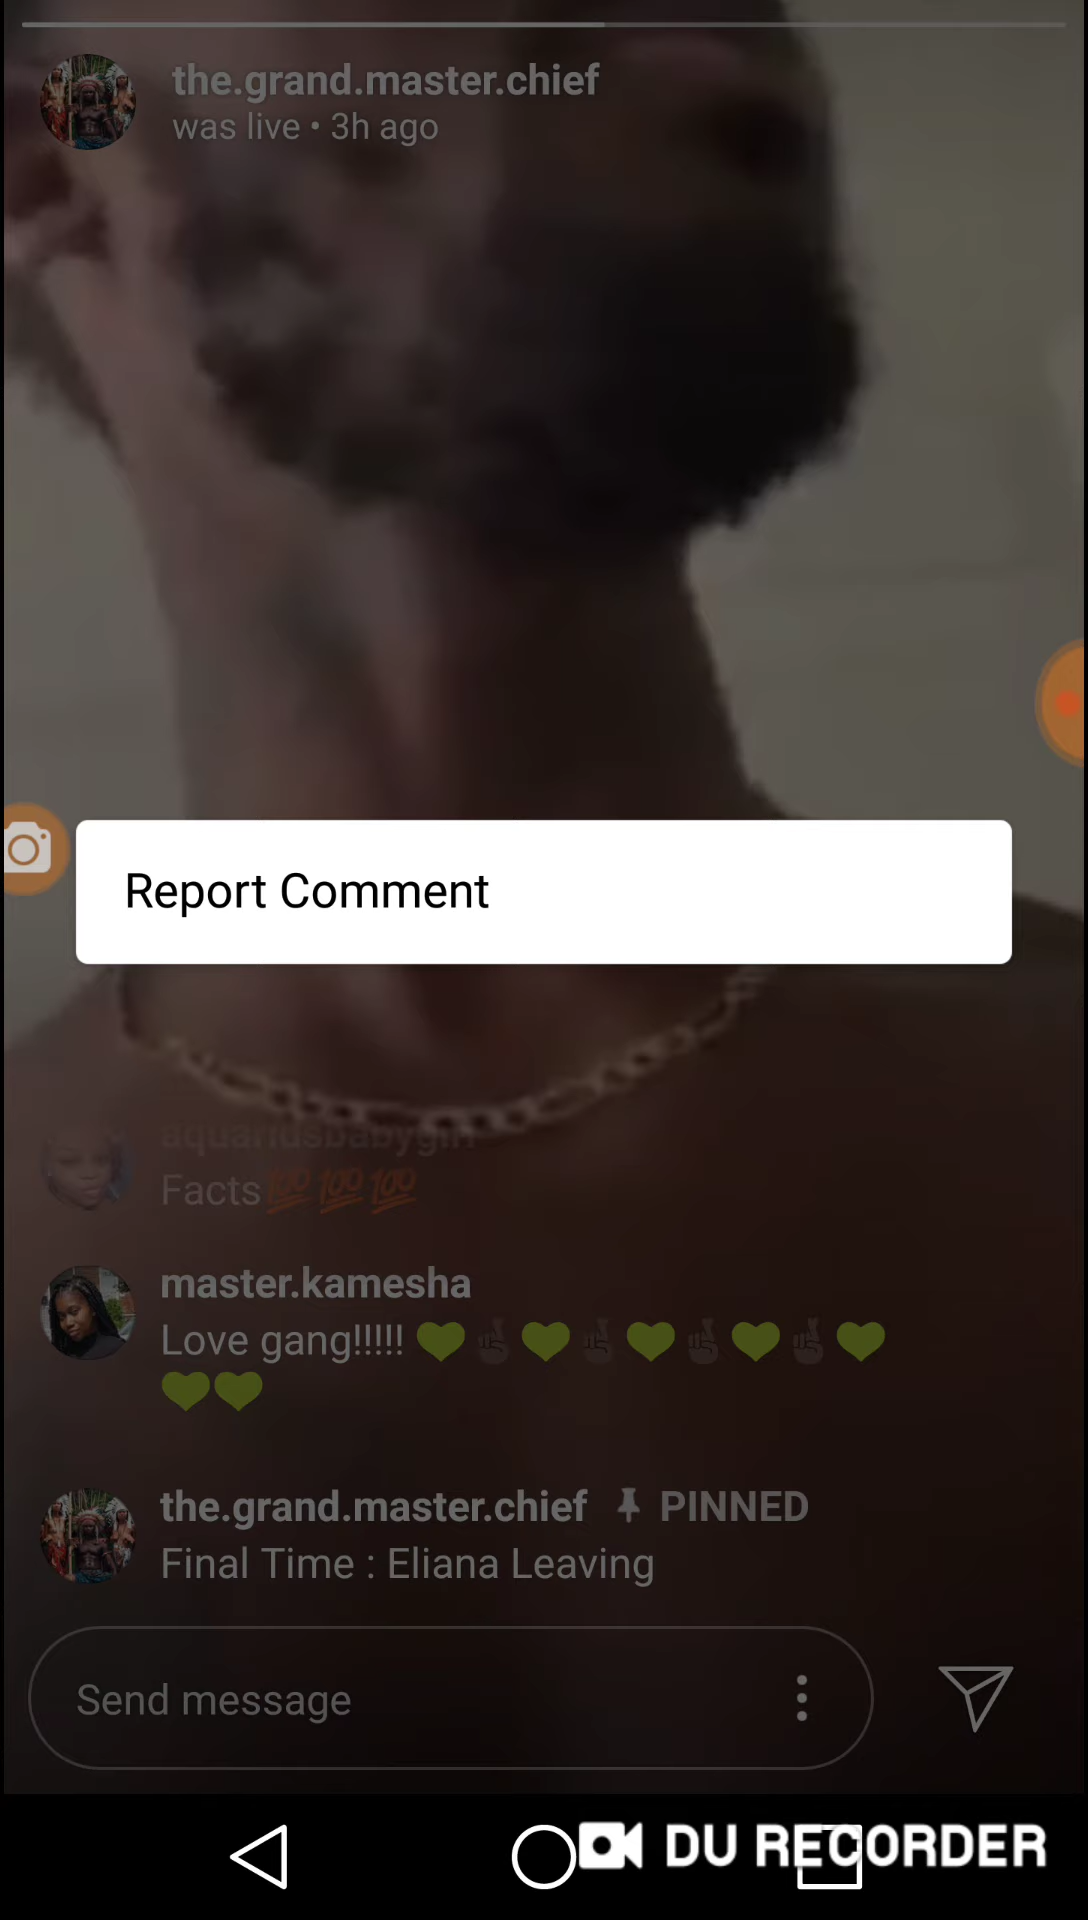 the.grand.master.chief
was live • 3h ago
Report Comment
aquariusbabygirl
Facts💯💯💯
master.kamesha
Love gang!!!!! 💚🤞🏿💚🤞🏿💚🤞🏿💚🤞🏿💚
💚💚
the.grand.master.chief PINNED
Final Time : Eliana Leaving
Send message
DU RECORDER